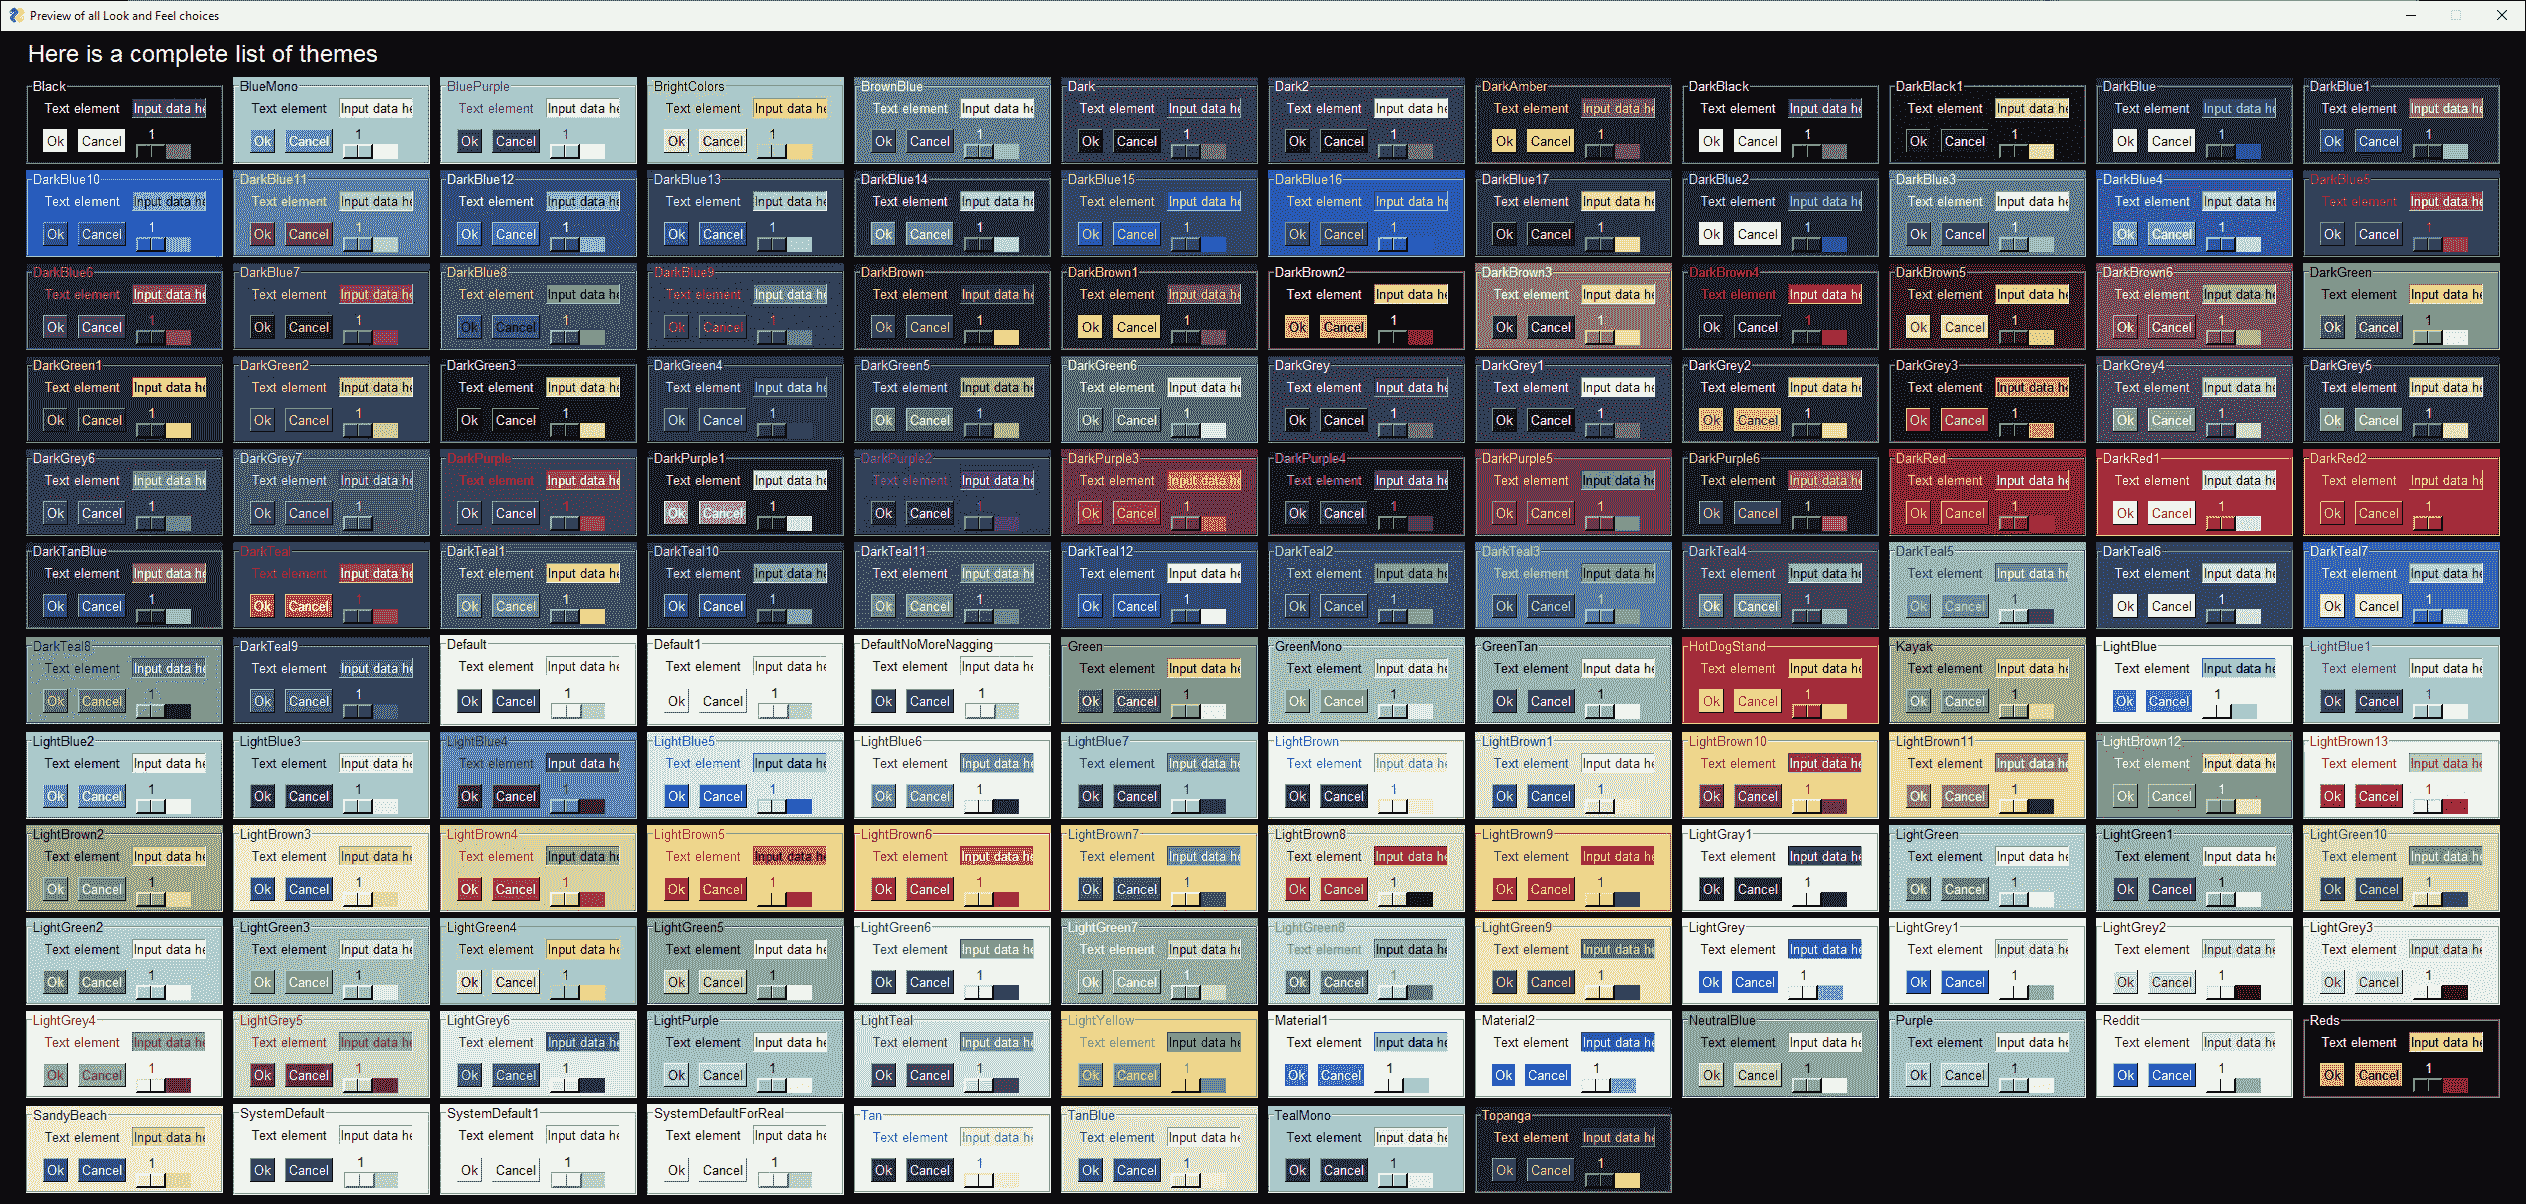 Preview of all Look and Feel choices
Here is a complete list of themes
Black BlueMono BluePurple BrightColors BrownBlue Dark Dark2 DarkAmber DarkBlack DarkBlack1 DarkBlue DarkBlue1
Text element Input data he Text element Input data he Text element Input data he Text element Input data he Text element Input data he Text element Input data he Text element Input data he Text element Input data he Text element Input data he Text element Input data he Text element Input data he Text element Input data he
Ok Cancel 1 Ok Cancel 1 Ok Cancel 1 Ok Cancel 1 Ok Cancel 1 Ok Cancel 1 Ok Cancel 1 Ok Cancel 1 Ok Cancel 1 Ok Cancel 1 Ok Cancel 1 Ok Cancel 1
DarkBlue10 DarkBlue11 DarkBlue12 DarkBlue13 DarkBlue14 DarkBlue15 DarkBlue16 DarkBlue17 DarkBlue2 DarkBlue3 DarkBlue4 DarkBlue5
Text element Input data he Text element Input data he Text element Input data he Text element Input data he Text element Input data he Text element Input data he Text element Input data he Text element Input data he Text element Input data he Text element Input data he Text element Input data he Text element Input data he
Ok Cancel 1 Ok Cancel 1 Ok Cancel 1 Ok Cancel 1 Ok Cancel 1 Ok Cancel 1 Ok Cancel 1 Ok Cancel 1 Ok Cancel 1 Ok Cancel 1 Ok Cancel 1 Ok Cancel 1
DarkBlue6 DarkBlue7 DarkBlue8 DarkBlue9 DarkBrown DarkBrown1 DarkBrown2 DarkBrown3 DarkBrown4 DarkBrown5 DarkBrown6 DarkGreen
Text element Input data he Text element Input data he Text element Input data he Text element Input data he Text element Input data he Text element Input data he Text element Input data he Text element Input data he Text element Input data he Text element Input data he Text element Input data he Text element Input data he
Ok Cancel 1 Ok Cancel 1 Ok Cancel 1 Ok Cancel 1 Ok Cancel 1 Ok Cancel 1 Ok Cancel 1 Ok Cancel 1 Ok Cancel 1 Ok Cancel 1 Ok Cancel 1 Ok Cancel 1
DarkGreen1 DarkGreen2 DarkGreen3 DarkGreen4 DarkGreen5 DarkGreen6 DarkGrey DarkGrey1 DarkGrey2 DarkGrey3 DarkGrey4 DarkGrey5
Text element Input data he Text element Input data he Text element Input data he Text element Input data he Text element Input data he Text element Input data he Text element Input data he Text element Input data he Text element Input data he Text element Input data he Text element Input data he Text element Input data he
Ok Cancel 1 Ok Cancel 1 Ok Cancel 1 Ok Cancel 1 Ok Cancel 1 Ok Cancel 1 Ok Cancel 1 Ok Cancel 1 Ok Cancel 1 Ok Cancel 1 Ok Cancel 1 Ok Cancel 1
DarkGrey6 DarkGrey7 DarkPurple DarkPurple1 DarkPurple2 DarkPurple3 DarkPurple4 DarkPurple5 DarkPurple6 DarkRed DarkRed1 DarkRed2
Text element Input data he Text element Input data he Text element Input data he Text element Input data he Text element Input data he Text element Input data he Text element Input data he Text element Input data he Text element Input data he Text element Input data he Text element Input data he Text element Input data he
Ok Cancel 1 Ok Cancel 1 Ok Cancel 1 Ok Cancel 1 Ok Cancel 1 Ok Cancel 1 Ok Cancel 1 Ok Cancel 1 Ok Cancel 1 Ok Cancel 1 Ok Cancel 1 Ok Cancel 1
DarkTanBlue DarkTeal DarkTeal1 DarkTeal10 DarkTeal11 DarkTeal12 DarkTeal2 DarkTeal3 DarkTeal4 DarkTeal5 DarkTeal6 DarkTeal7
Text element Input data he Text element Input data he Text element Input data he Text element Input data he Text element Input data he Text element Input data he Text element Input data he Text element Input data he Text element Input data he Text element Input data he Text element Input data he Text element Input data he
Ok Cancel 1 Ok Cancel 1 Ok Cancel 1 Ok Cancel 1 Ok Cancel 1 Ok Cancel 1 Ok Cancel 1 Ok Cancel 1 Ok Cancel 1 Ok Cancel 1 Ok Cancel 1 Ok Cancel 1
DarkTeal8 DarkTeal9 Default Default1 DefaultNoMoreNagging Green GreenMono GreenTan HotDogStand Kayak LightBlue LightBlue1
Text element Input data he Text element Input data he Text element Input data he Text element Input data he Text element Input data he Text element Input data he Text element Input data he Text element Input data he Text element Input data he Text element Input data he Text element Input data he Text element Input data he
Ok Cancel 1 Ok Cancel 1 Ok Cancel 1 Ok Cancel 1 Ok Cancel 1 Ok Cancel 1 Ok Cancel 1 Ok Cancel 1 Ok Cancel 1 Ok Cancel 1 Ok Cancel 1 Ok Cancel 1
LightBlue2 LightBlue3 LightBlue4 LightBlue5 LightBlue6 LightBlue7 LightBrown LightBrown1 LightBrown10 LightBrown11 LightBrown12 LightBrown13
Text element Input data he Text element Input data he Text element Input data he Text element Input data he Text element Input data he Text element Input data he Text element Input data he Text element Input data he Text element Input data he Text element Input data he Text element Input data he Text element Input data he
Ok Cancel 1 Ok Cancel 1 Ok Cancel 1 Ok Cancel 1 Ok Cancel 1 Ok Cancel 1 Ok Cancel 1 Ok Cancel 1 Ok Cancel 1 Ok Cancel 1 Ok Cancel 1 Ok Cancel 1
LightBrown2 LightBrown3 LightBrown4 LightBrown5 LightBrown6 LightBrown7 LightBrown8 LightBrown9 LightGray1 LightGreen LightGreen1 LightGreen10
Text element Input data he Text element Input data he Text element Input data he Text element Input data he Text element Input data he Text element Input data he Text element Input data he Text element Input data he Text element Input data he Text element Input data he Text element Input data he Text element Input data he
Ok Cancel 1 Ok Cancel 1 Ok Cancel 1 Ok Cancel 1 Ok Cancel 1 Ok Cancel 1 Ok Cancel 1 Ok Cancel 1 Ok Cancel 1 Ok Cancel 1 Ok Cancel 1 Ok Cancel 1
LightGreen2 LightGreen3 LightGreen4 LightGreen5 LightGreen6 LightGreen7 LightGreen8 LightGreen9 LightGrey LightGrey1 LightGrey2 LightGrey3
Text element Input data he Text element Input data he Text element Input data he Text element Input data he Text element Input data he Text element Input data he Text element Input data he Text element Input data he Text element Input data he Text element Input data he Text element Input data he Text element Input data he
Ok Cancel 1 Ok Cancel 1 Ok Cancel 1 Ok Cancel 1 Ok Cancel 1 Ok Cancel 1 Ok Cancel 1 Ok Cancel 1 Ok Cancel 1 Ok Cancel 1 Ok Cancel 1 Ok Cancel 1
LightGrey4 LightGrey5 LightGrey6 LightPurple LightTeal LightYellow Material1 Material2 NeutralBlue Purple Reddit Reds
Text element Input data he Text element Input data he Text element Input data he Text element Input data he Text element Input data he Text element Input data he Text element Input data he Text element Input data he Text element Input data he Text element Input data he Text element Input data he Text element Input data he
Ok Cancel 1 Ok Cancel 1 Ok Cancel 1 Ok Cancel 1 Ok Cancel 1 Ok Cancel 1 Ok Cancel 1 Ok Cancel 1 Ok Cancel 1 Ok Cancel 1 Ok Cancel 1 Ok Cancel 1
SandyBeach SystemDefault SystemDefault1 SystemDefaultForReal Tan TanBlue TealMono Topanga
Text element Input data he Text element Input data he Text element Input data he Text element Input data he Text element Input data he Text element Input data he Text element Input data he Text element Input data he
Ok Cancel 1 Ok Cancel 1 Ok Cancel 1 Ok Cancel 1 Ok Cancel 1 Ok Cancel 1 Ok Cancel 1 Ok Cancel 1